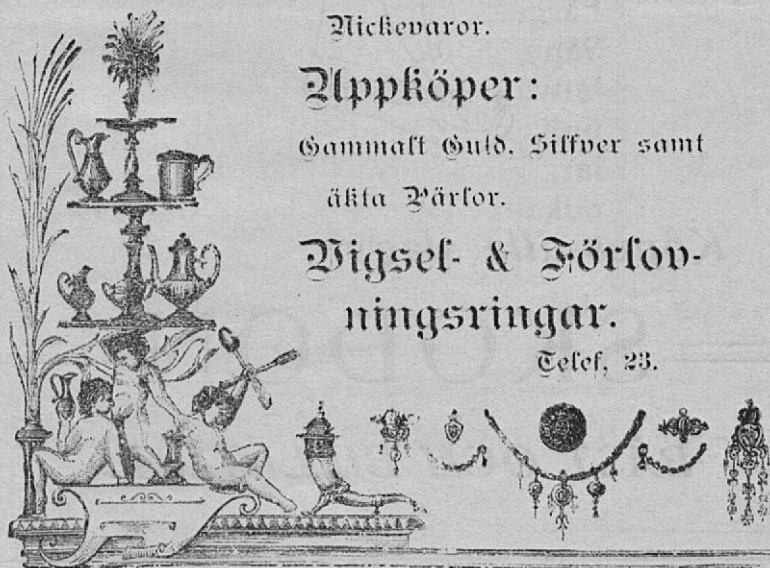 Nickevaror.
Uppköper:
Gammalt Guld, Silfver samt
äkta Pärlor.
Vigsel- & Förlov-
ningsringar.
Telef. 23.